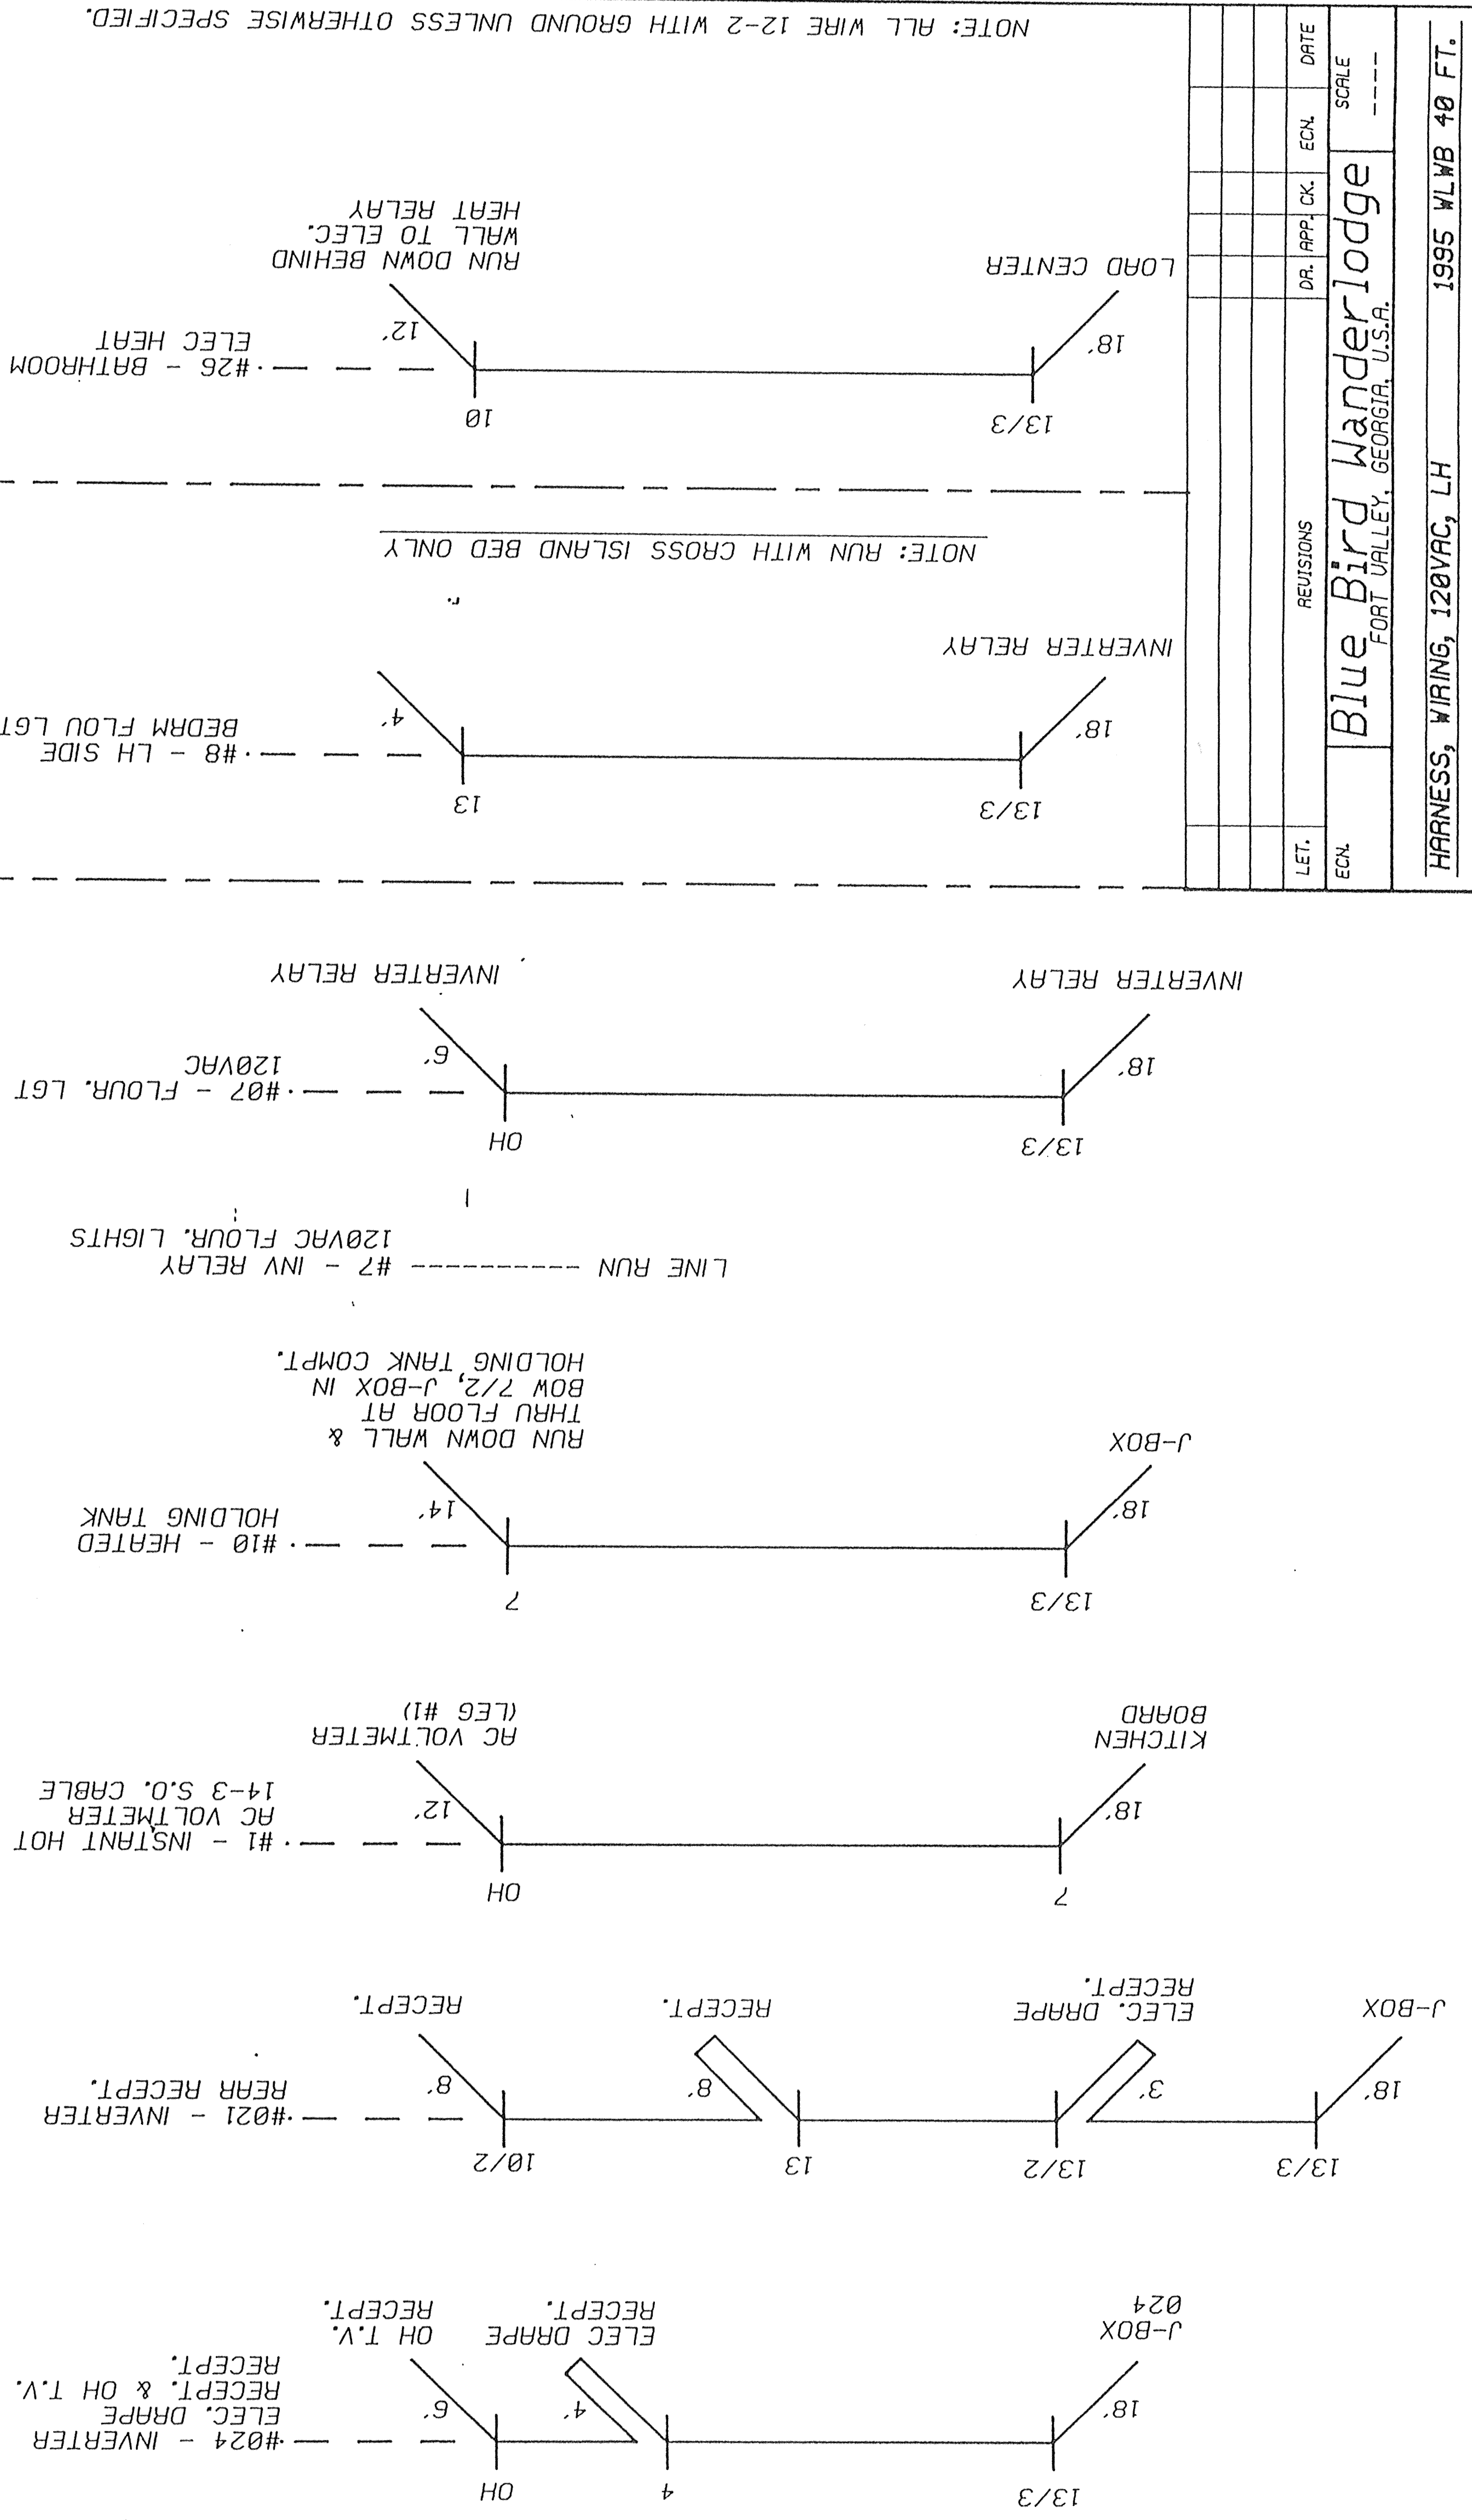 #024 - INVERTER
ELEC. DRAPE
RECEPT. & OH T.V.
RECEPT.
OH
4
13/3
6'
4'
18'
OH T.V.
RECEPT.
ELEC DRAPE
RECEPT.
J-BOX
024
#021 - INVERTER
REAR RECEPT.
10/2
13
13/2
13/3
8'
8'
3'
18'
RECEPT.
RECEPT.
ELEC. DRAPE
RECEPT.
J-BOX
#1 - INSTANT HOT
AC VOLTMETER
14-3 S.O. CABLE
OH
7
12'
18'
AC VOLTMETER
(LEG #1)
KITCHEN
BOARD
#10 - HEATED
HOLDING TANK
7
13/3
14'
18'
RUN DOWN WALL &
THRU FLOOR AT
BOW 7/2, J-BOX IN
HOLDING TANK COMPT.
J-BOX
LINE RUN ----------- #7 - INV RELAY
120VAC FLOUR. LIGHTS
#07 - FLOUR. LGT
120VAC
OH
13/3
6'
18'
INVERTER RELAY
INVERTER RELAY
#8 - LH SIDE
BEDRM FLOU LGT
13
13/3
4'
18'
INVERTER RELAY
NOTE: RUN WITH CROSS ISLAND BED ONLY
#26 - BATHROOM
ELEC HEAT
10
13/3
12'
18'
RUN DOWN BEHIND
WALL TO ELEC.
HEAT RELAY
LOAD CENTER
NOTE: ALL WIRE 12-2 WITH GROUND UNLESS OTHERWISE SPECIFIED.
LET. REVISIONS DR. APP. CK. ECN. DATE
ECN.
Blue Bird Wanderlodge
FORT VALLEY, GEORGIA, U.S.A.
SCALE
----
HARNESS, WIRING, 120VAC, LH 1995 WLWB 40 FT.